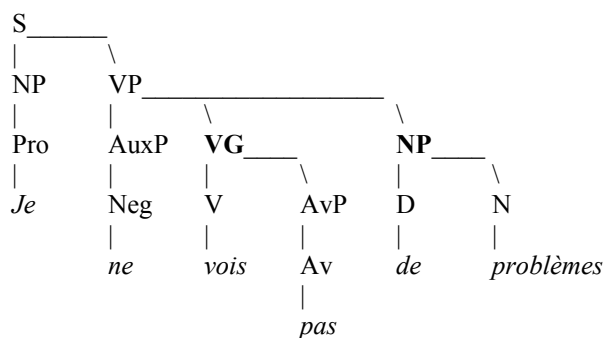 S
NP VP
Pro AuxP VG NP
Je Neg V AvP D N
ne vois Av de problèmes
pas